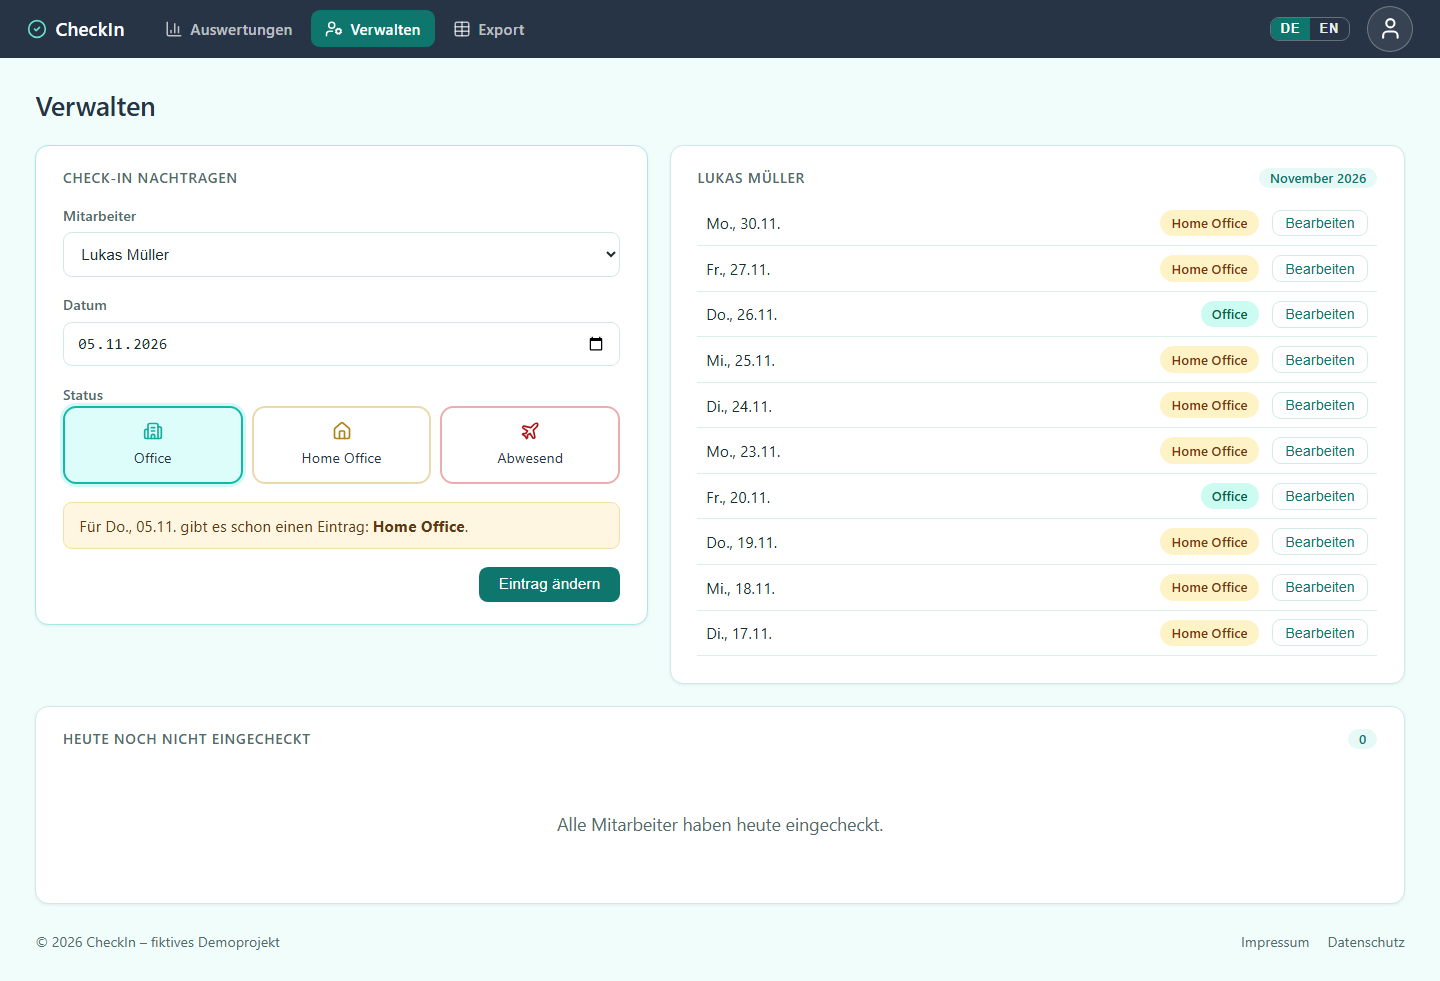 CheckIn Auswertungen Verwalten Export DE EN
Verwalten
CHECK-IN NACHTRAGEN
Mitarbeiter
Lukas Müller
Datum
05.11.2026
Status
Office Home Office Abwesend
Für Do., 05.11. gibt es schon einen Eintrag: Home Office.
Eintrag ändern
LUKAS MÜLLER November 2026
Mo., 30.11. Home Office Bearbeiten
Fr., 27.11. Home Office Bearbeiten
Do., 26.11. Office Bearbeiten
Mi., 25.11. Home Office Bearbeiten
Di., 24.11. Home Office Bearbeiten
Mo., 23.11. Home Office Bearbeiten
Fr., 20.11. Office Bearbeiten
Do., 19.11. Home Office Bearbeiten
Mi., 18.11. Home Office Bearbeiten
Di., 17.11. Home Office Bearbeiten
HEUTE NOCH NICHT EINGECHECKT 0
Alle Mitarbeiter haben heute eingecheckt.
© 2026 CheckIn – fiktives Demoprojekt Impressum Datenschutz